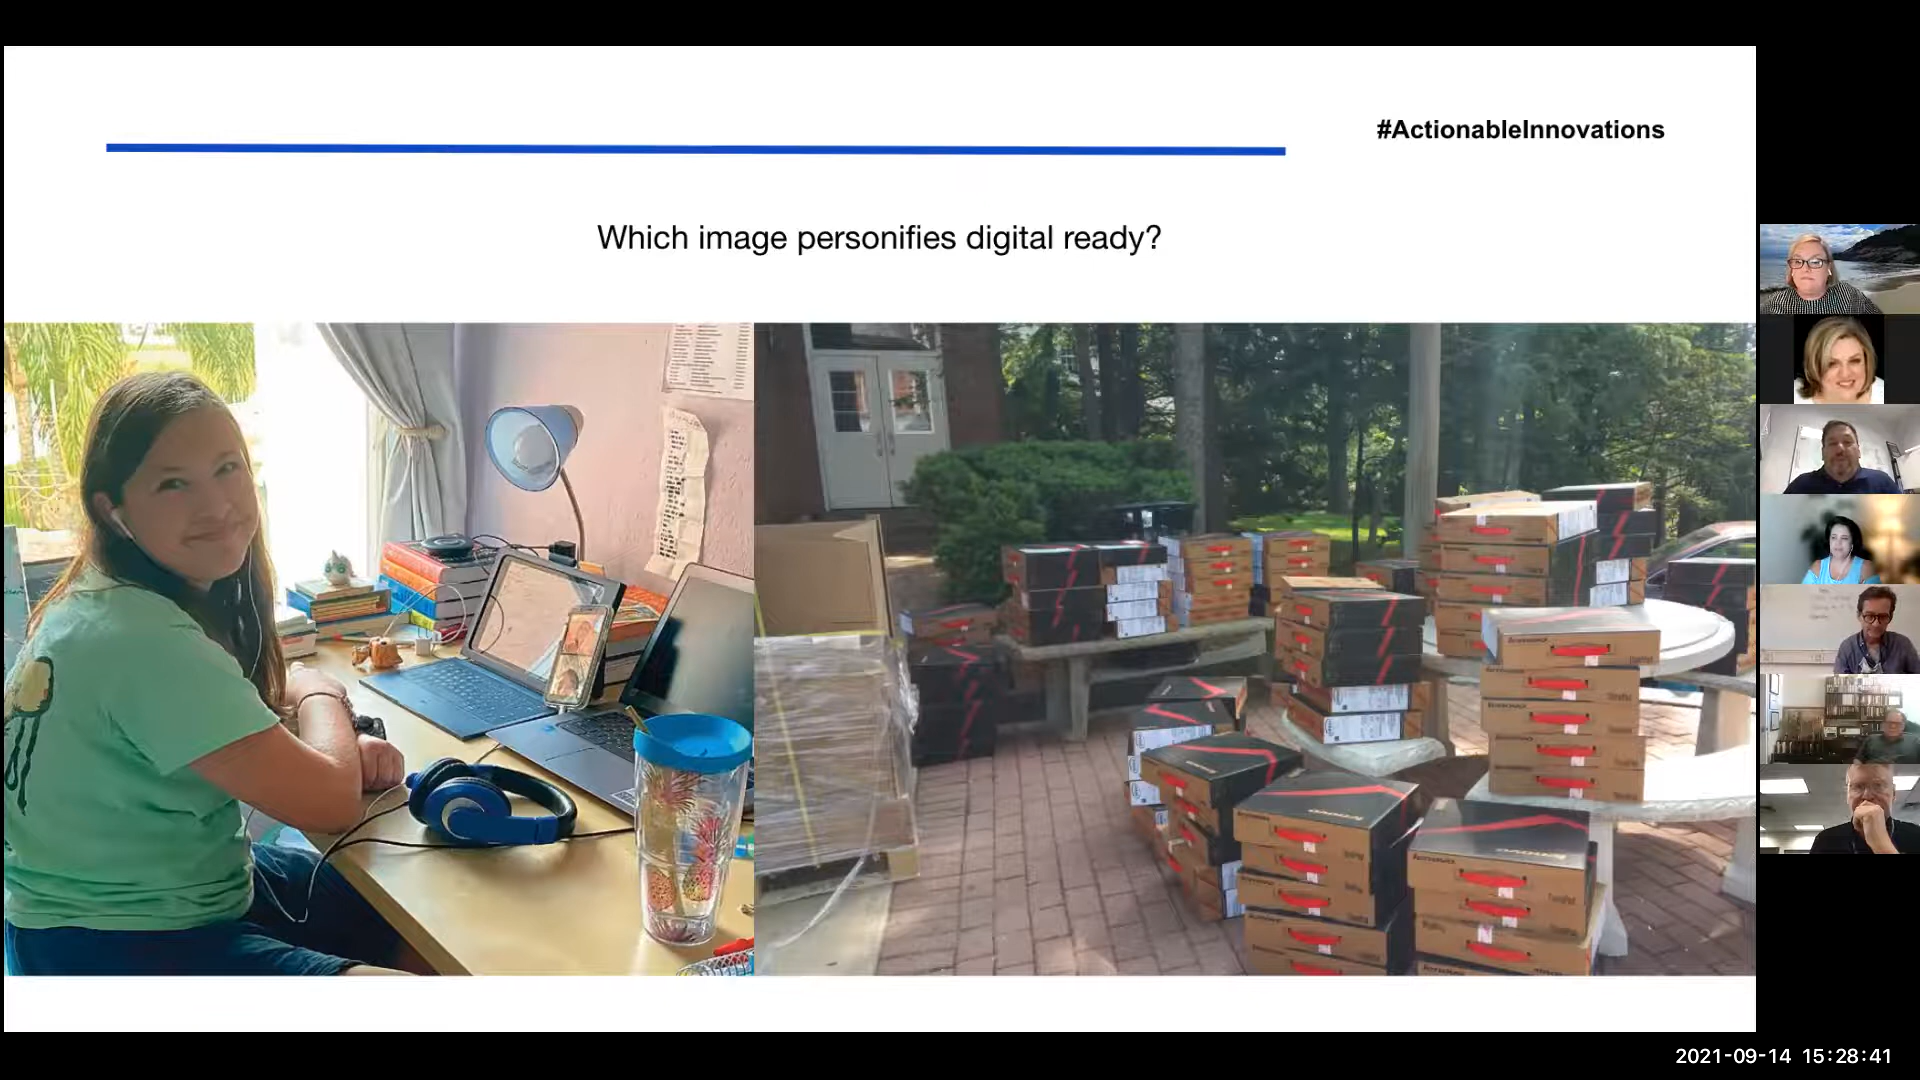 #ActionableInnovations
Which image personifies digital ready?
2021-09-14 15:28:41